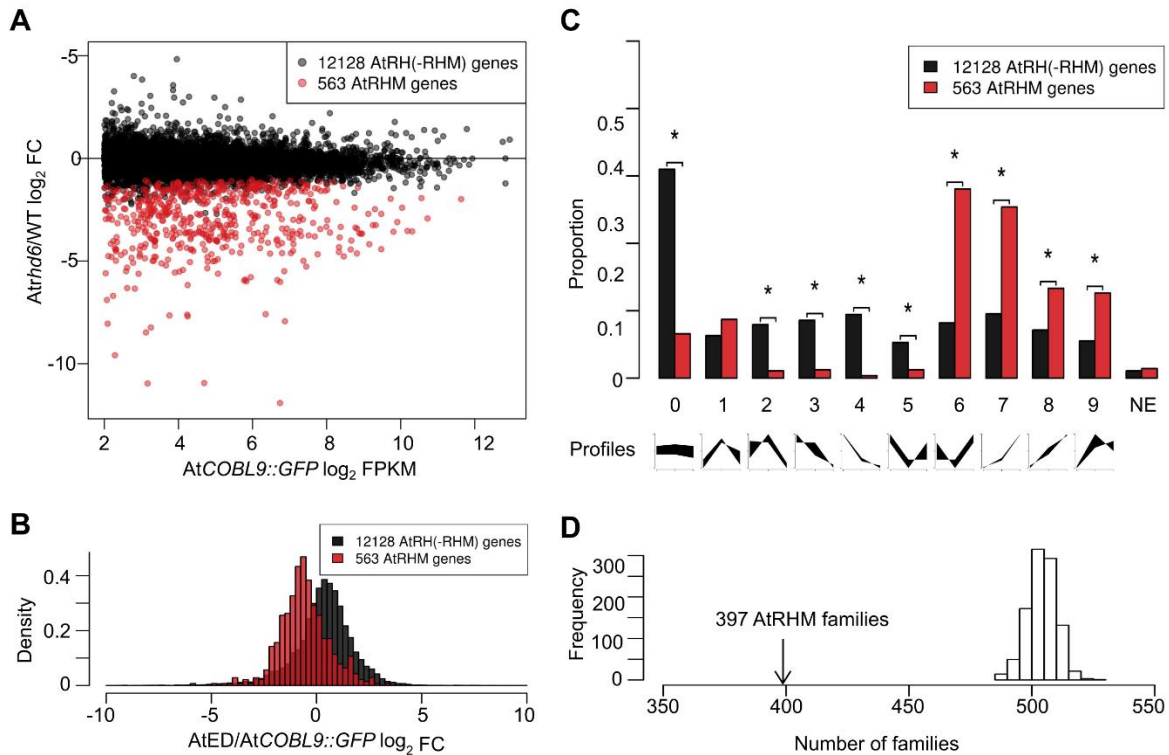 A
-5
0
-5
-10
2
4
6
8
10
12
Atrhd6/WT log2 FC
AtCOBL9::GFP log2 FPKM
12128 AtRH(-RHM) genes
563 AtRHM genes
C
0.5
0.4
0.3
0.2
0.1
0
Proportion
12128 AtRH(-RHM) genes
563 AtRHM genes
* * * * * * * * *
0 1 2 3 4 5 6 7 8 9 NE
Profiles
B
0.4
0.2
0
Density
12128 AtRH(-RHM) genes
563 AtRHM genes
-10 -5 0 5 10
AtED/AtCOBL9::GFP log2 FC
D
300
200
100
0
Frequency
397 AtRHM families
350 400 450 500 550
Number of families